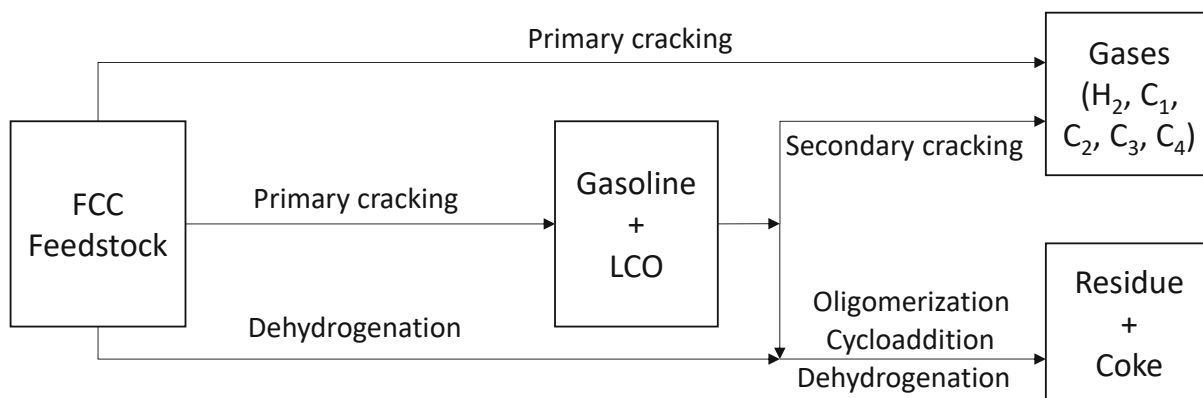 Primary cracking
Gases
(H₂, C₁,
C₂, C₃, C₄)
FCC
Feedstock
Primary cracking
Gasoline
+
LCO
Secondary cracking
Dehydrogenation
Oligomerization
Cycloaddition
Dehydrogenation
Residue
+
Coke